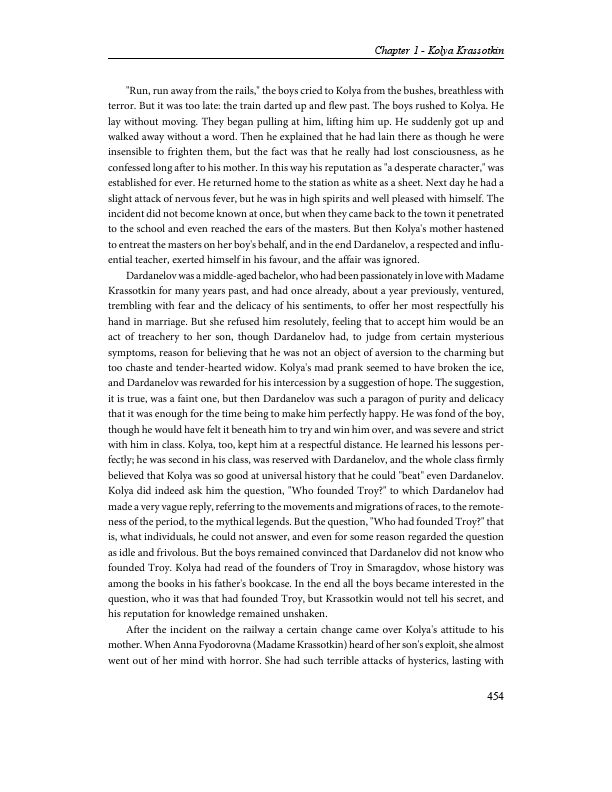 Chapter 1 - Kolya Krassotkin
"Run, run away from the rails," the boys cried to Kolya from the bushes, breathless with
terror. But it was too late: the train darted up and flew past. The boys rushed to Kolya. He
lay without moving. They began pulling at him, lifting him up. He suddenly got up and
walked away without a word. Then he explained that he had lain there as though he were
insensible to frighten them, but the fact was that he really had lost consciousness, as he
confessed long after to his mother. In this way his reputation as "a desperate character," was
established for ever. He returned home to the station as white as a sheet. Next day he had a
slight attack of nervous fever, but he was in high spirits and well pleased with himself. The
incident did not become known at once, but when they came back to the town it penetrated
to the school and even reached the ears of the masters. But then Kolya's mother hastened
to entreat the masters on her boy's behalf, and in the end Dardanelov, a respected and influ-
ential teacher, exerted himself in his favour, and the affair was ignored.
Dardanelov was a middle-aged bachelor, who had been passionately in love with Madame
Krassotkin for many years past, and had once already, about a year previously, ventured,
trembling with fear and the delicacy of his sentiments, to offer her most respectfully his
hand in marriage. But she refused him resolutely, feeling that to accept him would be an
act of treachery to her son, though Dardanelov had, to judge from certain mysterious
symptoms, reason for believing that he was not an object of aversion to the charming but
too chaste and tender-hearted widow. Kolya's mad prank seemed to have broken the ice,
and Dardanelov was rewarded for his intercession by a suggestion of hope. The suggestion,
it is true, was a faint one, but then Dardanelov was such a paragon of purity and delicacy
that it was enough for the time being to make him perfectly happy. He was fond of the boy,
though he would have felt it beneath him to try and win him over, and was severe and strict
with him in class. Kolya, too, kept him at a respectful distance. He learned his lessons per-
fectly; he was second in his class, was reserved with Dardanelov, and the whole class firmly
believed that Kolya was so good at universal history that he could "beat" even Dardanelov.
Kolya did indeed ask him the question, "Who founded Troy?" to which Dardanelov had
made a very vague reply, referring to the movements and migrations of races, to the remote-
ness of the period, to the mythical legends. But the question, "Who had founded Troy?" that
is, what individuals, he could not answer, and even for some reason regarded the question
as idle and frivolous. But the boys remained convinced that Dardanelov did not know who
founded Troy. Kolya had read of the founders of Troy in Smaragdov, whose history was
among the books in his father's bookcase. In the end all the boys became interested in the
question, who it was that had founded Troy, but Krassotkin would not tell his secret, and
his reputation for knowledge remained unshaken.
After the incident on the railway a certain change came over Kolya's attitude to his
mother. When Anna Fyodorovna (Madame Krassotkin) heard of her son's exploit, she almost
went out of her mind with horror. She had such terrible attacks of hysterics, lasting with
454